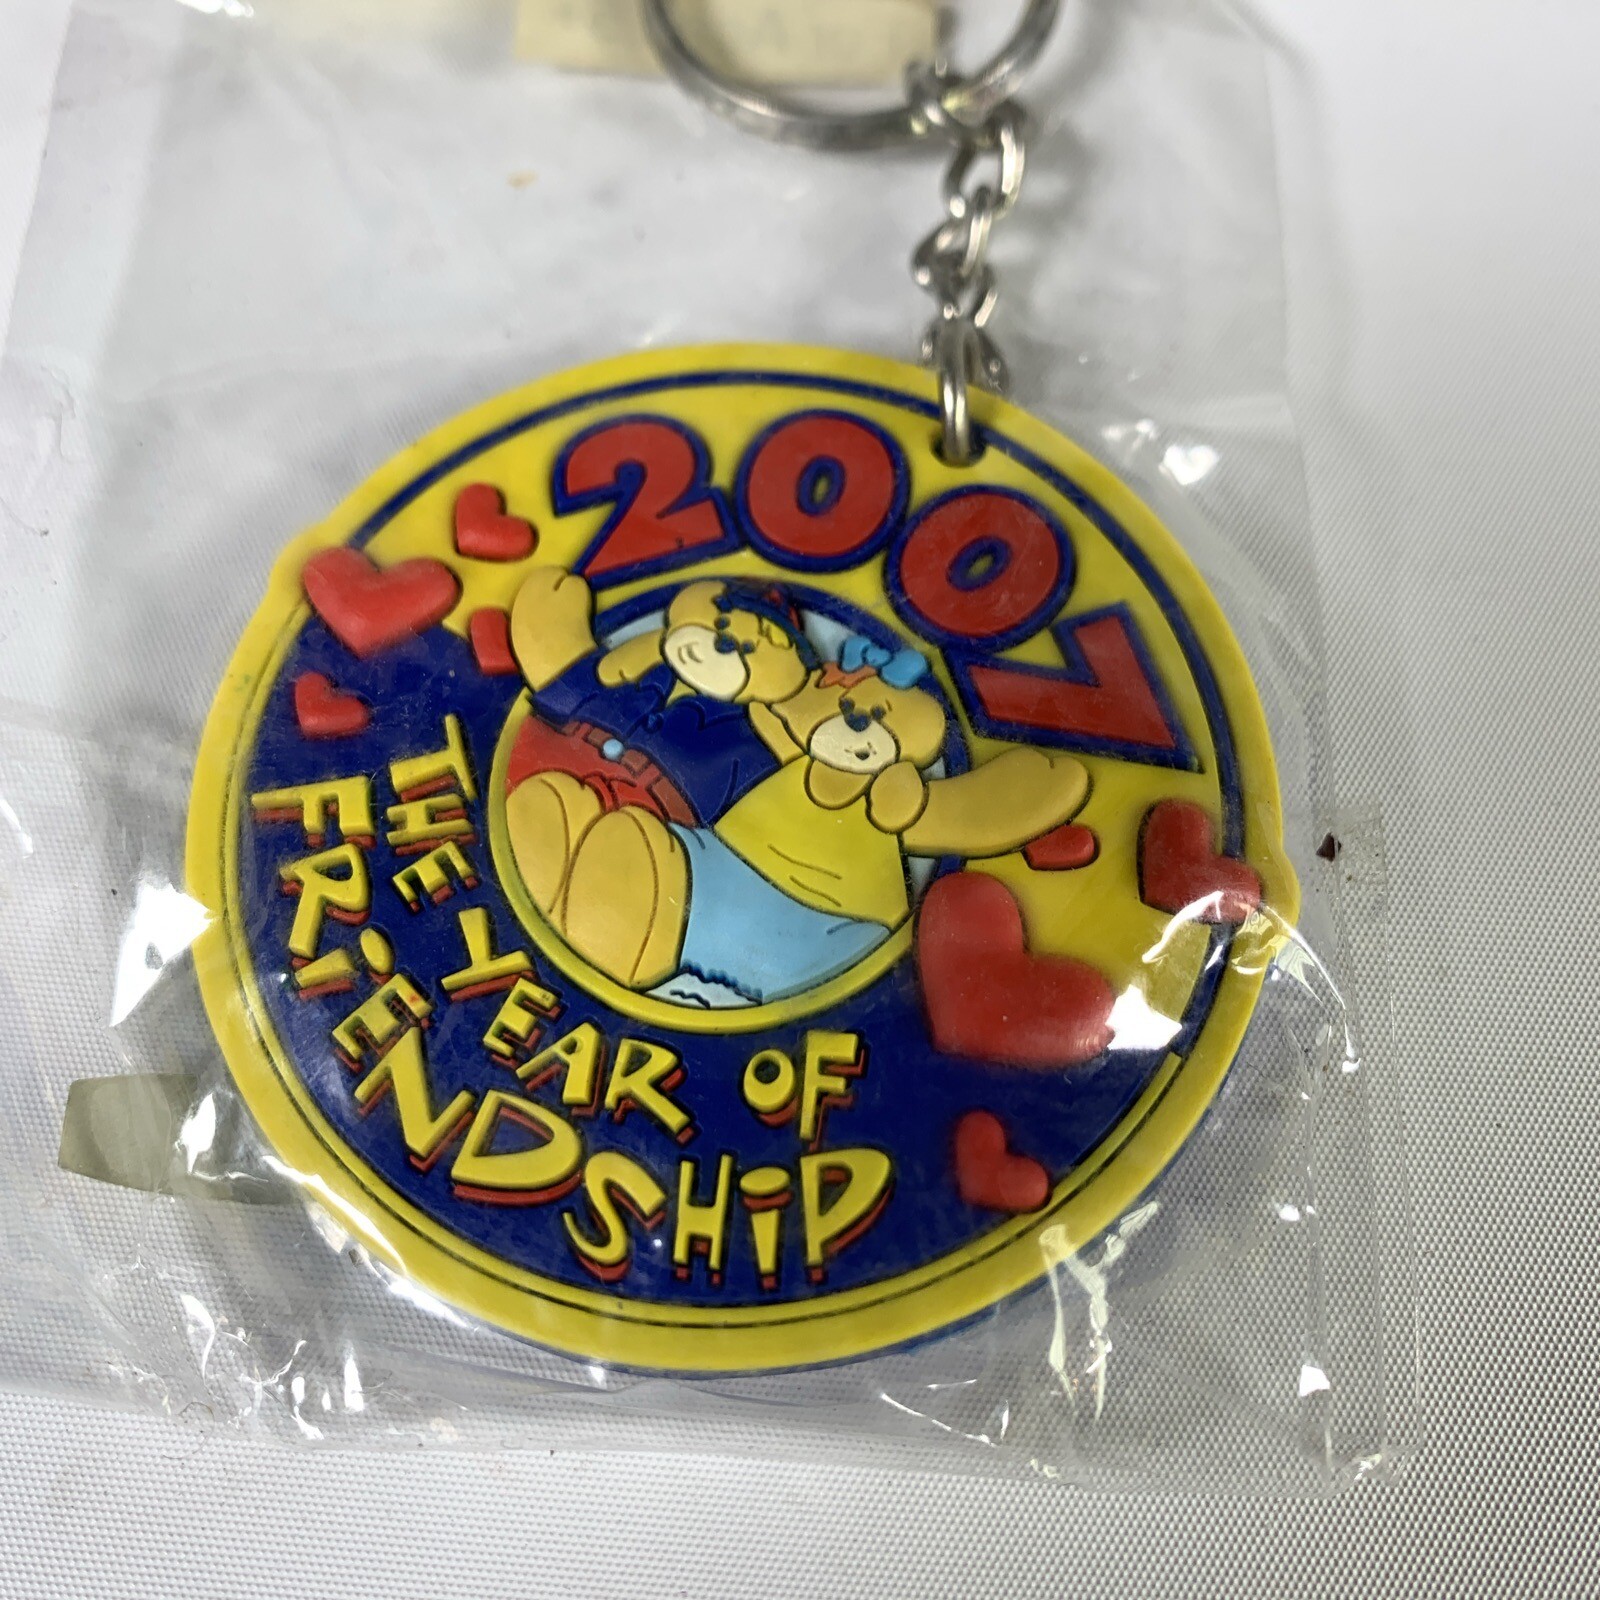 2007
THE YEAR OF
FRiENDSHiP